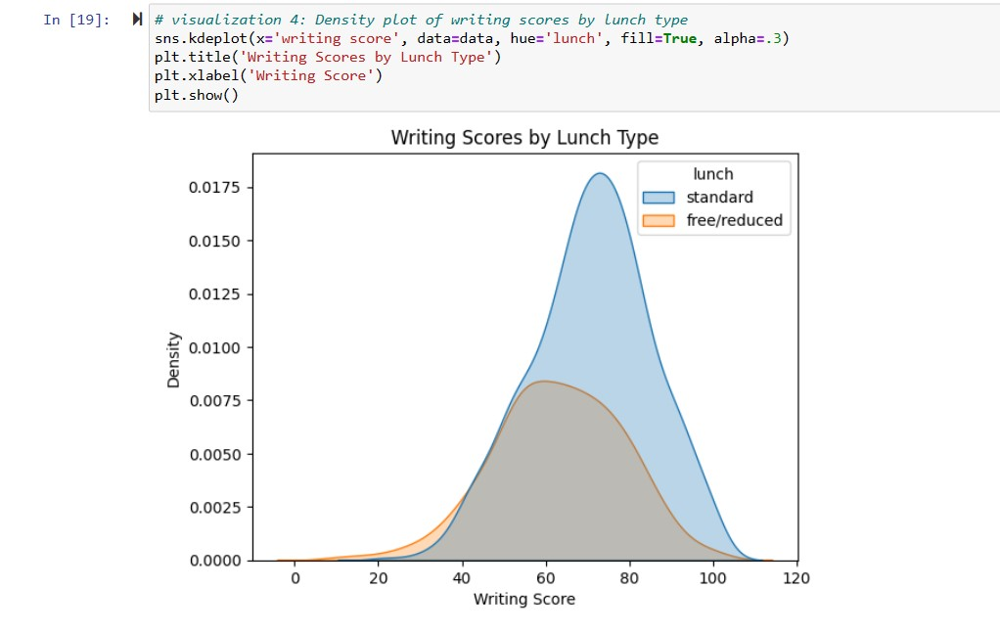 In [19]:
# visualization 4: Density plot of writing scores by lunch type
sns.kdeplot(x='writing score', data=data, hue='lunch', fill=True, alpha=.3)
plt.title('Writing Scores by Lunch Type')
plt.xlabel('Writing Score')
plt.show()
Writing Scores by Lunch Type
lunch
standard
free/reduced
Density
0.0175
0.0150
0.0125
0.0100
0.0075
0.0050
0.0025
0.0000
0 20 40 60 80 100 120
Writing Score